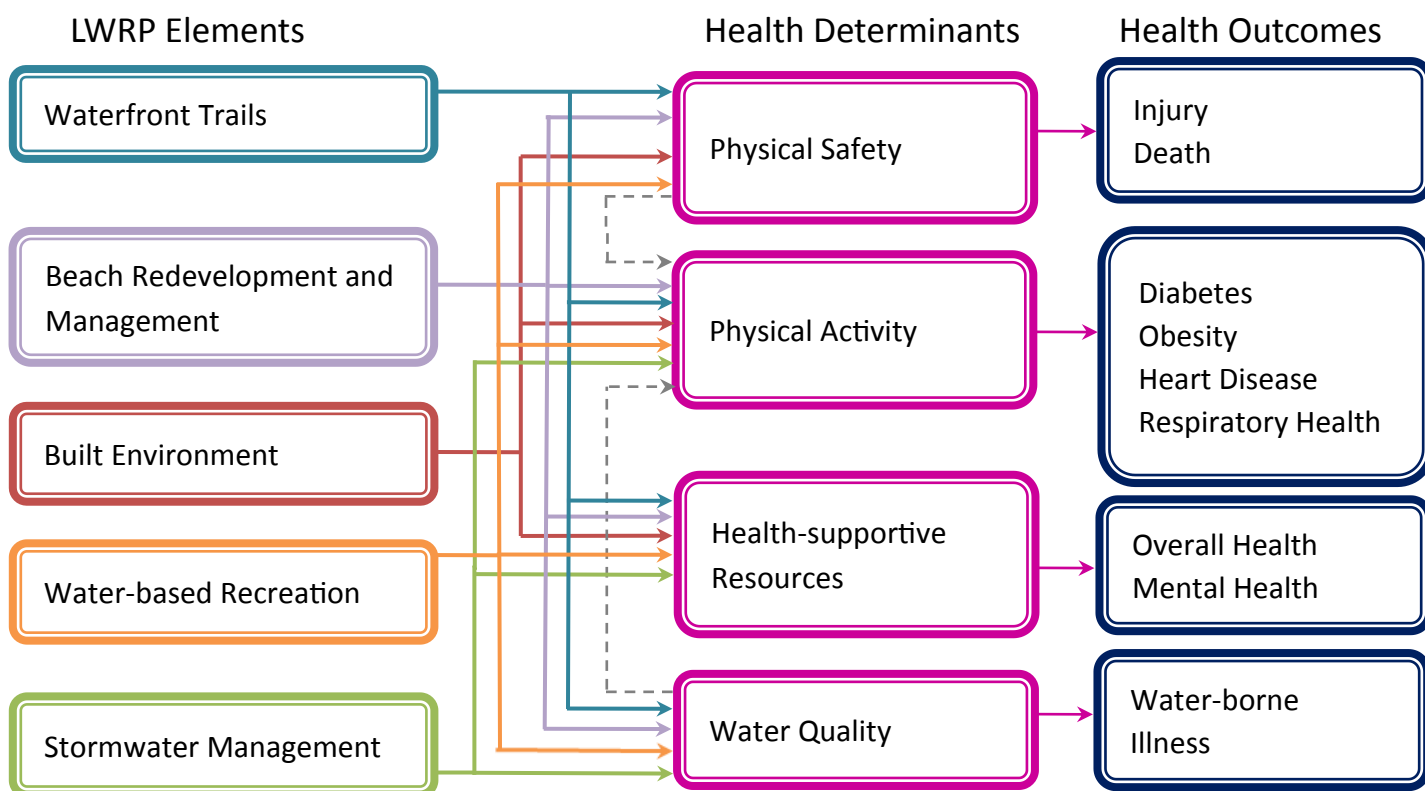 LWRP Elements
Health Determinants
Health Outcomes
Waterfront Trails
Beach Redevelopment and
Management
Built Environment
Water-based Recreation
Stormwater Management
Physical Safety
Physical Activity
Health-supportive
Resources
Water Quality
Injury
Death
Diabetes
Obesity
Heart Disease
Respiratory Health
Overall Health
Mental Health
Water-borne
Illness